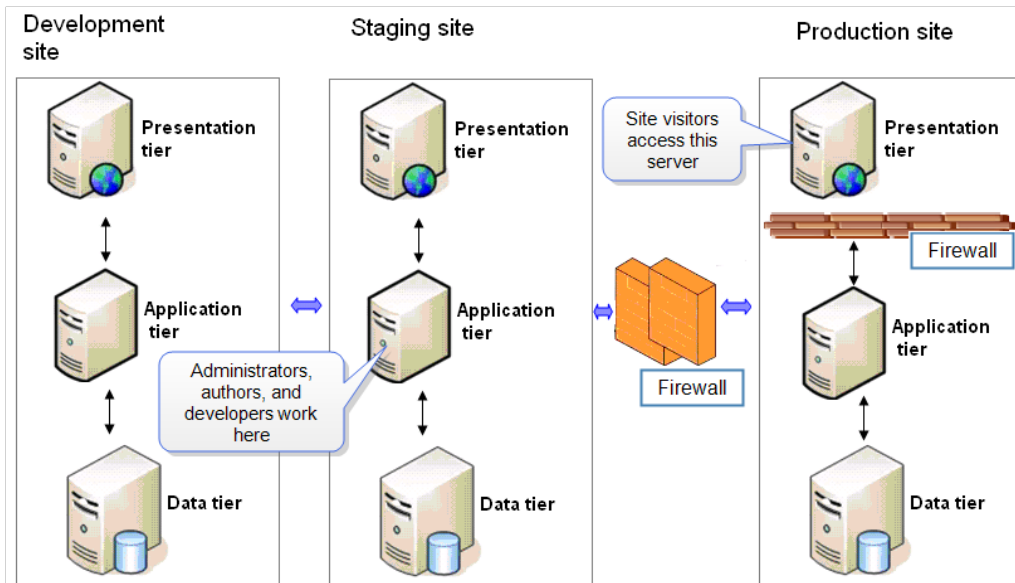 Development
site
Staging site
Production site
Presentation
tier
Presentation
tier
Site visitors
access this
server
Presentation
tier
Firewall
Application
tier
Application
tier
Firewall
Application
tier
Administrators,
authors, and
developers work
here
Data tier
Data tier
Data tier